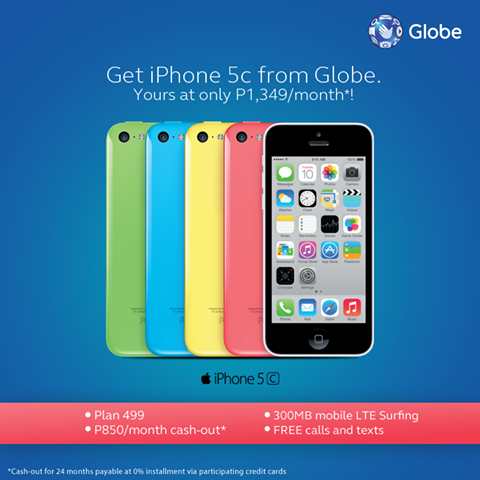 Globe
Get iPhone 5c from Globe.
Yours at only P1,349/month*!
iPhone 5c
• Plan 499
• P850/month cash-out*
• 300MB mobile LTE Surfing
• FREE calls and texts
*Cash-out for 24 months payable at 0% installment via participating credit cards